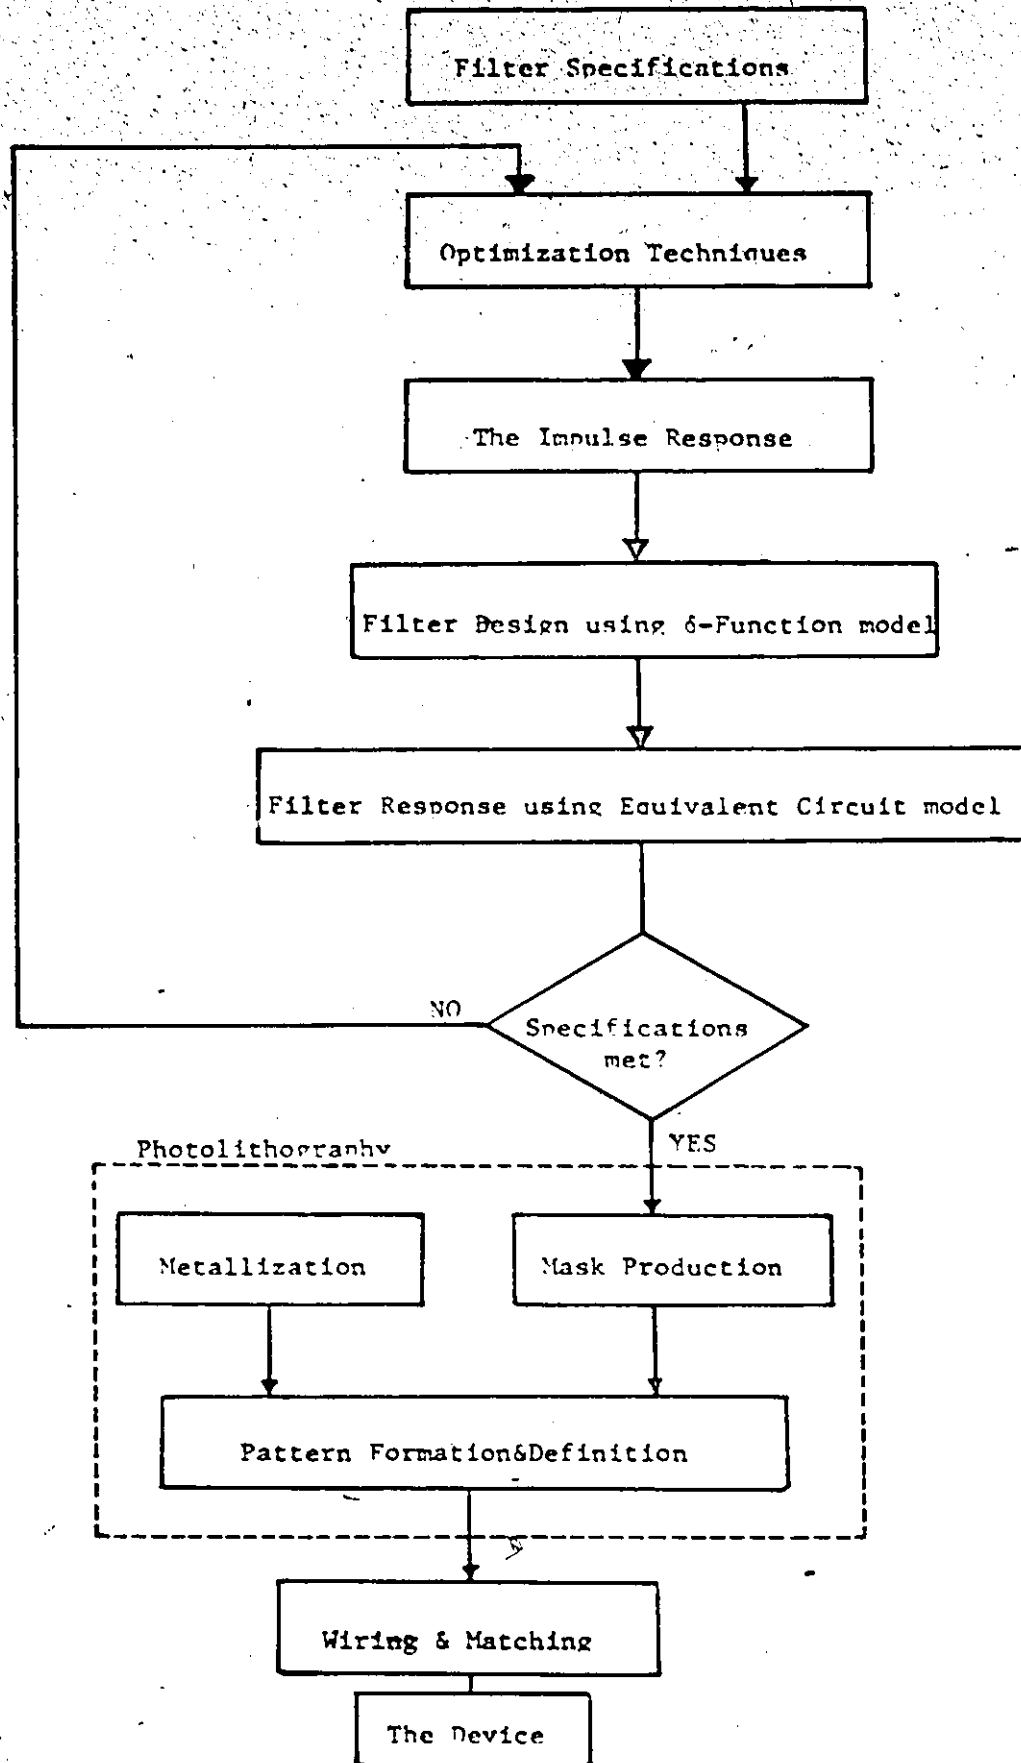 Filter Specifications
Optimization Techniques
The Impulse Response
Filter Design using δ-Function model
Filter Response using Equivalent Circuit model
NO
Specifications
met?
YES
Photolithography
Metallization
Mask Production
Pattern Formation&Definition
Wiring & Matching
The Device